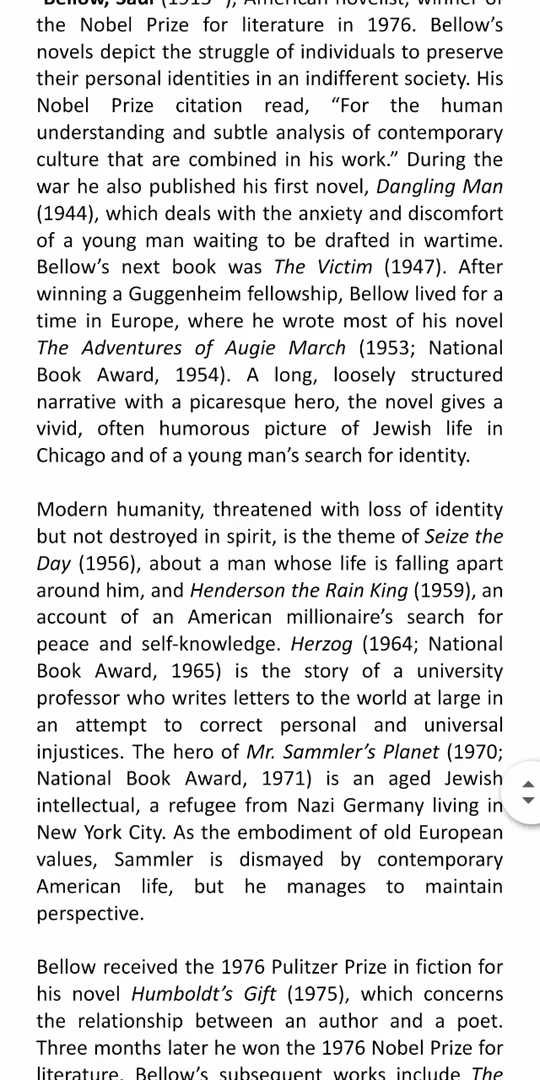 Bellow, Saul (1915- ), American novelist, winner of
the Nobel Prize for literature in 1976. Bellow’s
novels depict the struggle of individuals to preserve
their personal identities in an indifferent society. His
Nobel Prize citation read, “For the human
understanding and subtle analysis of contemporary
culture that are combined in his work.” During the
war he also published his first novel, Dangling Man
(1944), which deals with the anxiety and discomfort
of a young man waiting to be drafted in wartime.
Bellow’s next book was The Victim (1947). After
winning a Guggenheim fellowship, Bellow lived for a
time in Europe, where he wrote most of his novel
The Adventures of Augie March (1953; National
Book Award, 1954). A long, loosely structured
narrative with a picaresque hero, the novel gives a
vivid, often humorous picture of Jewish life in
Chicago and of a young man’s search for identity.
Modern humanity, threatened with loss of identity
but not destroyed in spirit, is the theme of Seize the
Day (1956), about a man whose life is falling apart
around him, and Henderson the Rain King (1959), an
account of an American millionaire’s search for
peace and self-knowledge. Herzog (1964; National
Book Award, 1965) is the story of a university
professor who writes letters to the world at large in
an attempt to correct personal and universal
injustices. The hero of Mr. Sammler’s Planet (1970;
National Book Award, 1971) is an aged Jewish
intellectual, a refugee from Nazi Germany living in
New York City. As the embodiment of old European
values, Sammler is dismayed by contemporary
American life, but he manages to maintain
perspective.
Bellow received the 1976 Pulitzer Prize in fiction for
his novel Humboldt’s Gift (1975), which concerns
the relationship between an author and a poet.
Three months later he won the 1976 Nobel Prize for
literature. Bellow’s subsequent works include The